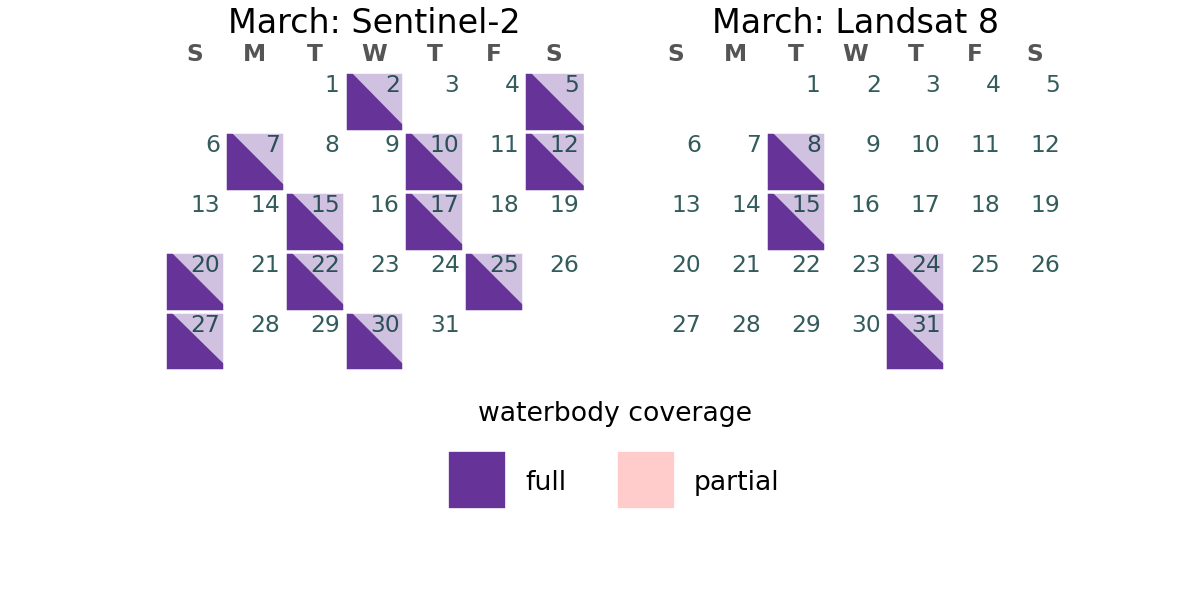 March: Sentinel-2
S M T W T F S
1 2 3 4 5
6 7 8 9 10 11 12
13 14 15 16 17 18 19
20 21 22 23 24 25 26
27 28 29 30 31
March: Landsat 8
S M T W T F S
1 2 3 4 5
6 7 8 9 10 11 12
13 14 15 16 17 18 19
20 21 22 23 24 25 26
27 28 29 30 31
waterbody coverage
full partial